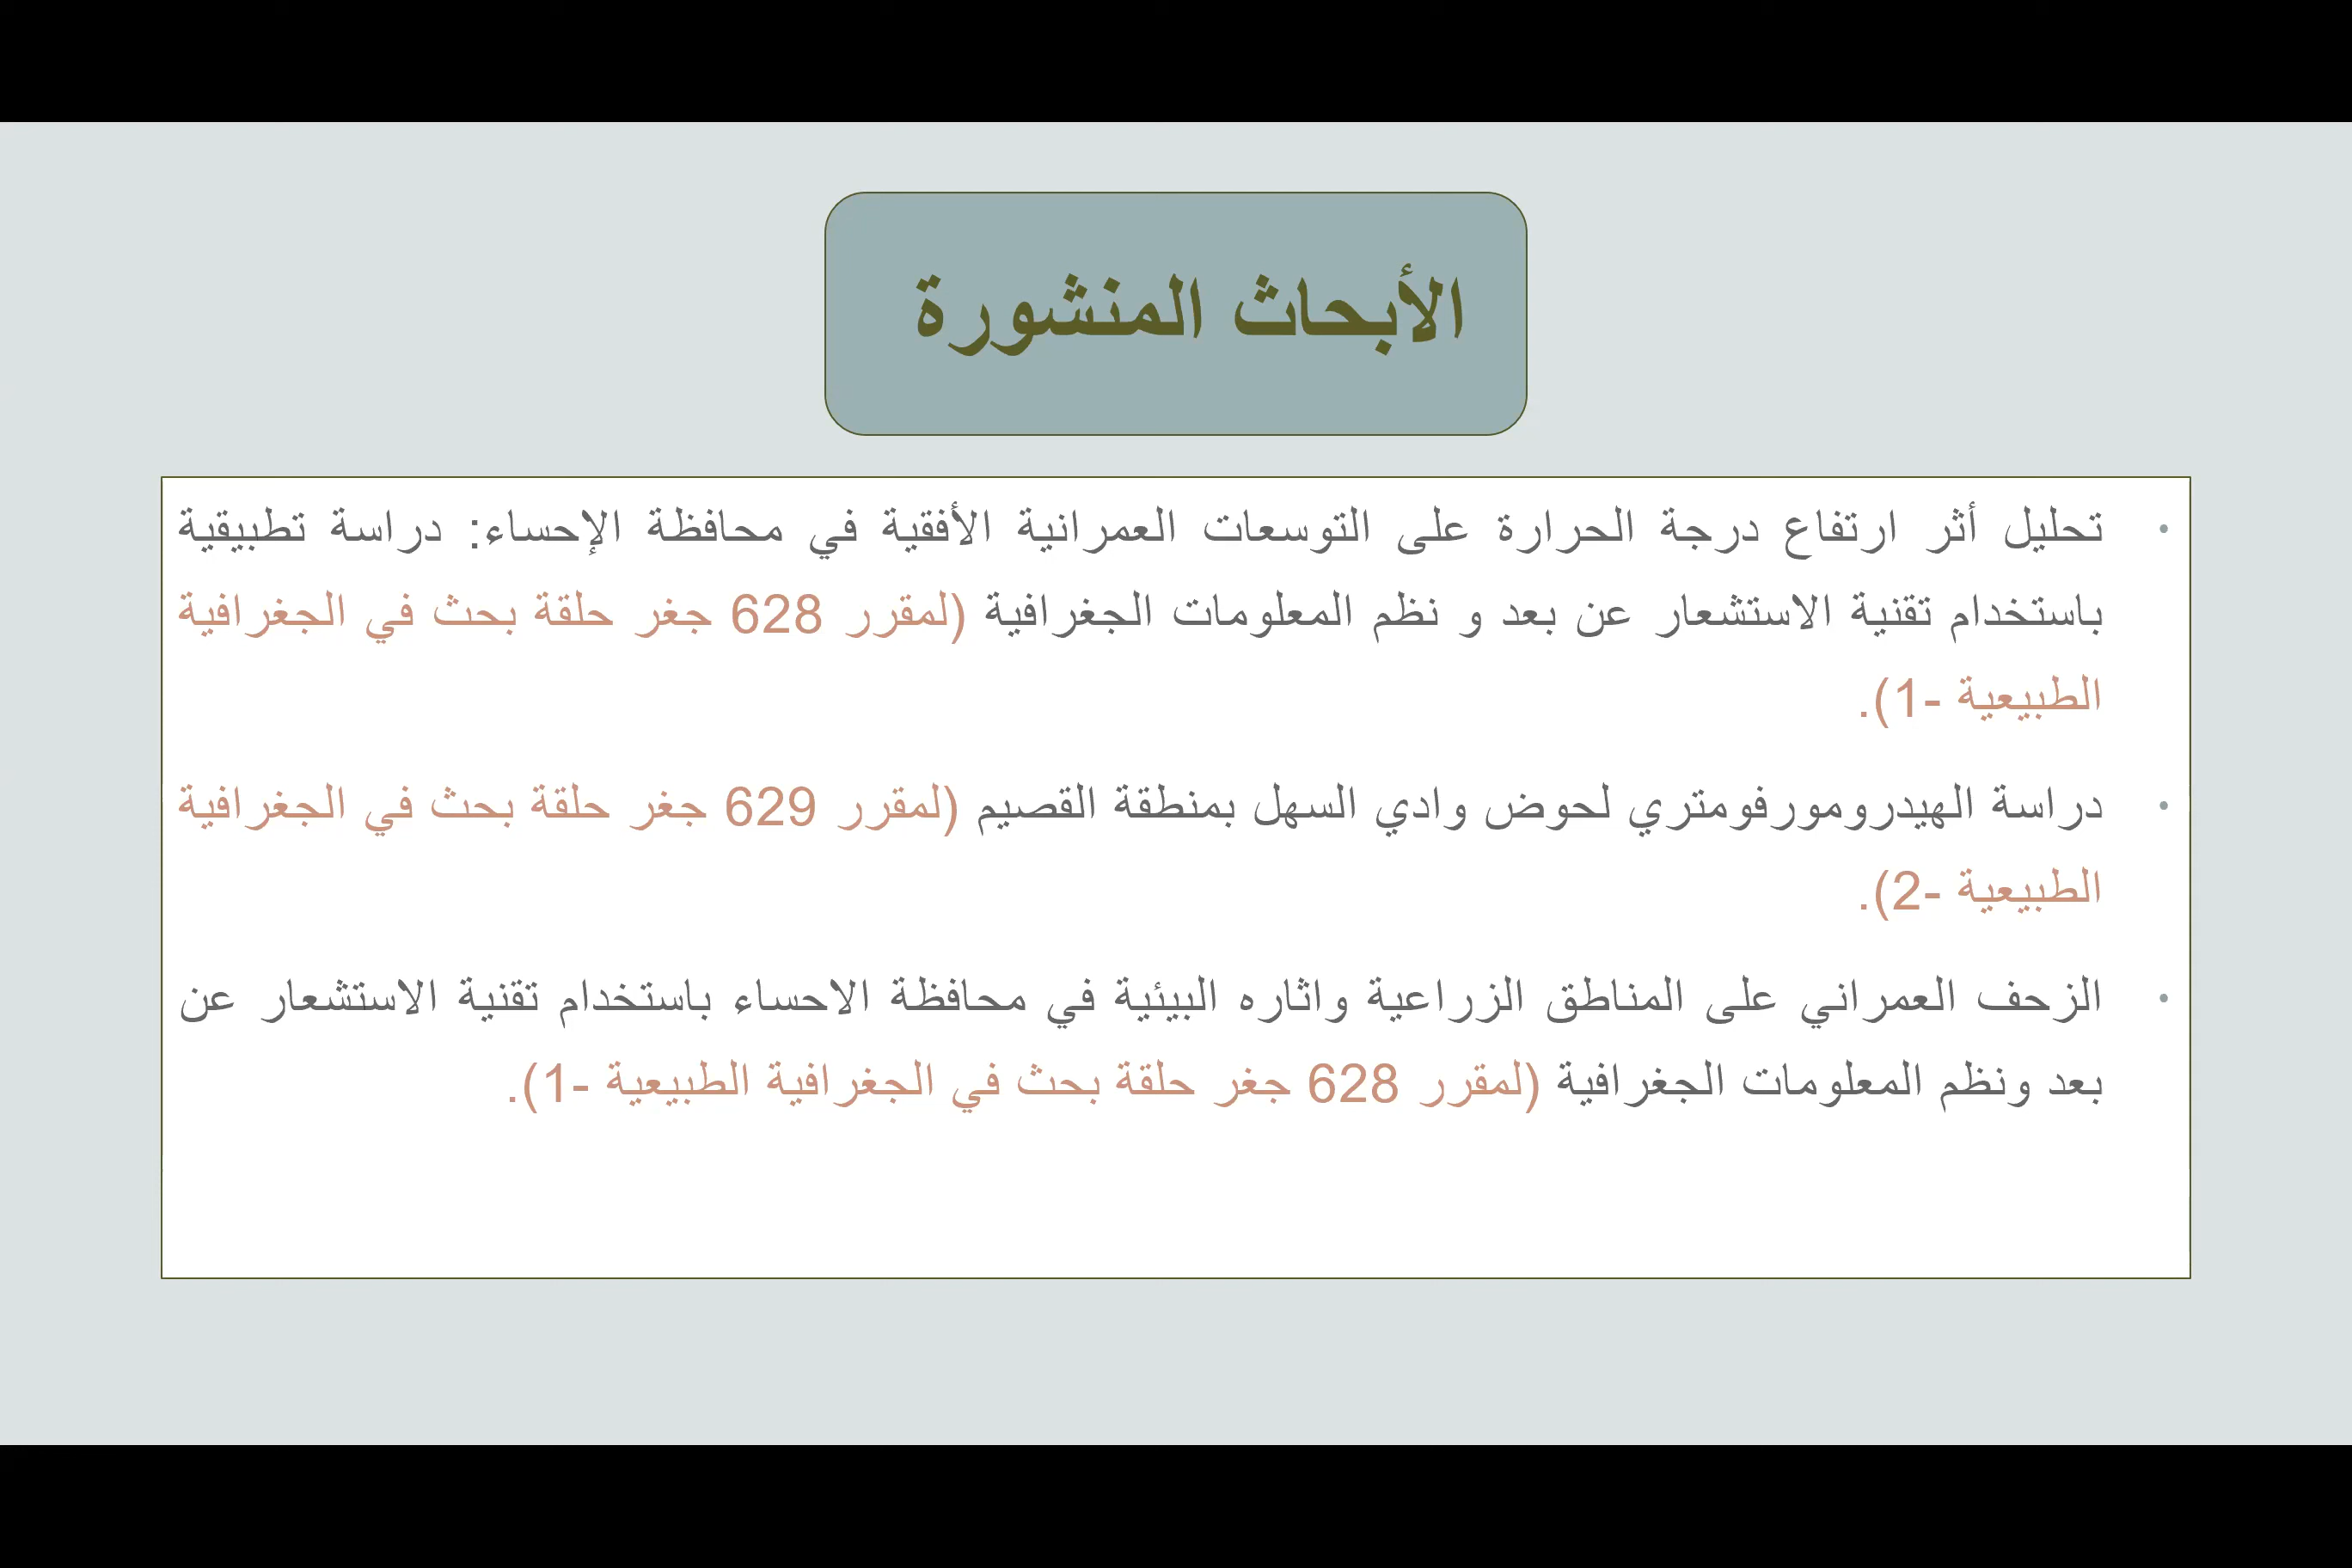 الأبحاث المنشورة
• تحليل أثر ارتفاع درجة الحرارة على التوسعات العمرانية الأفقية في محافظة الإحساء: دراسة تطبيقية
باستخدام تقنية الاستشعار عن بعد و نظم المعلومات الجغرافية (لمقرر 628 جغر حلقة بحث في الجغرافية
الطبيعية -1).
• دراسة الهيدرومورفومتري لحوض وادي السهل بمنطقة القصيم (لمقرر 629 جغر حلقة بحث في الجغرافية
الطبيعية -2).
• الزحف العمراني على المناطق الزراعية واثاره البيئية في محافظة الاحساء باستخدام تقنية الاستشعار عن
بعد ونظم المعلومات الجغرافية (لمقرر 628 جغر حلقة بحث في الجغرافية الطبيعية -1).